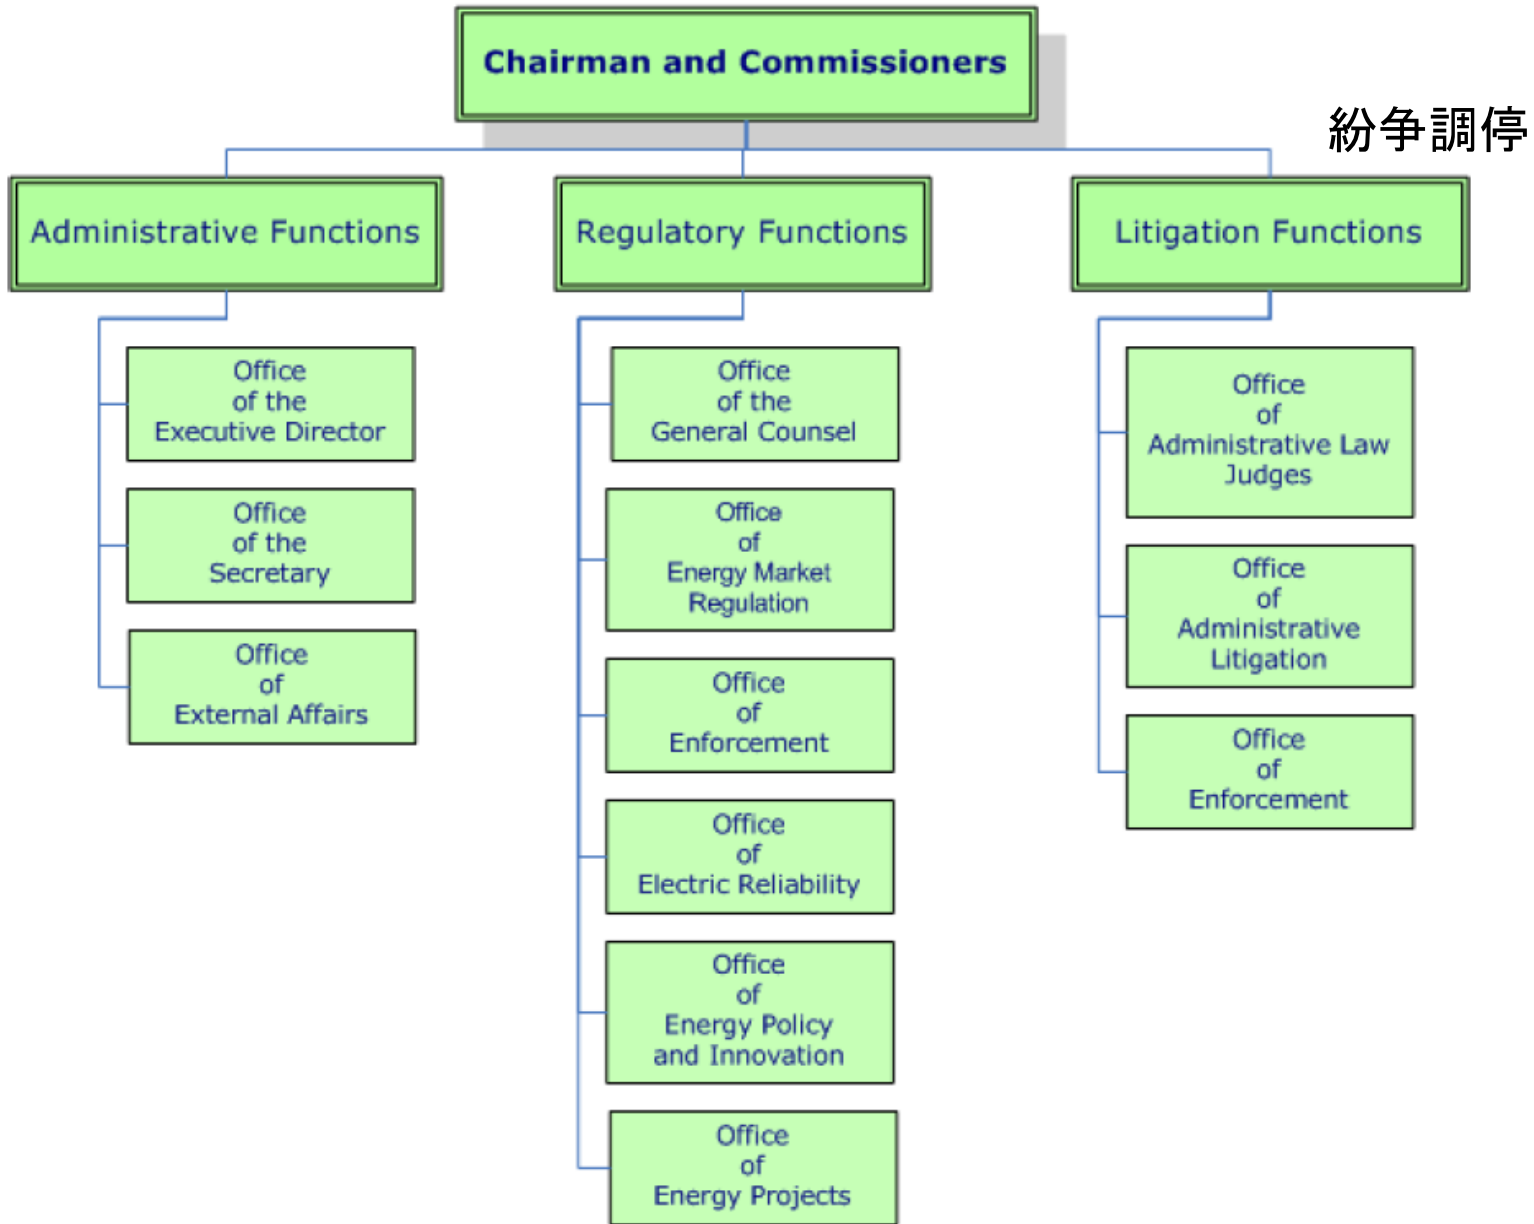 Chairman and Commissioners
紛争調停
Administrative Functions
Regulatory Functions
Litigation Functions
Office
of the
Executive Director
Office
of the
Secretary
Office
of
External Affairs
Office
of the
General Counsel
Office
of
Energy Market
Regulation
Office
of
Enforcement
Office
of
Electric Reliability
Office
of
Energy Policy
and Innovation
Office
of
Energy Projects
Office
of
Administrative Law
Judges
Office
of
Administrative
Litigation
Office
of
Enforcement